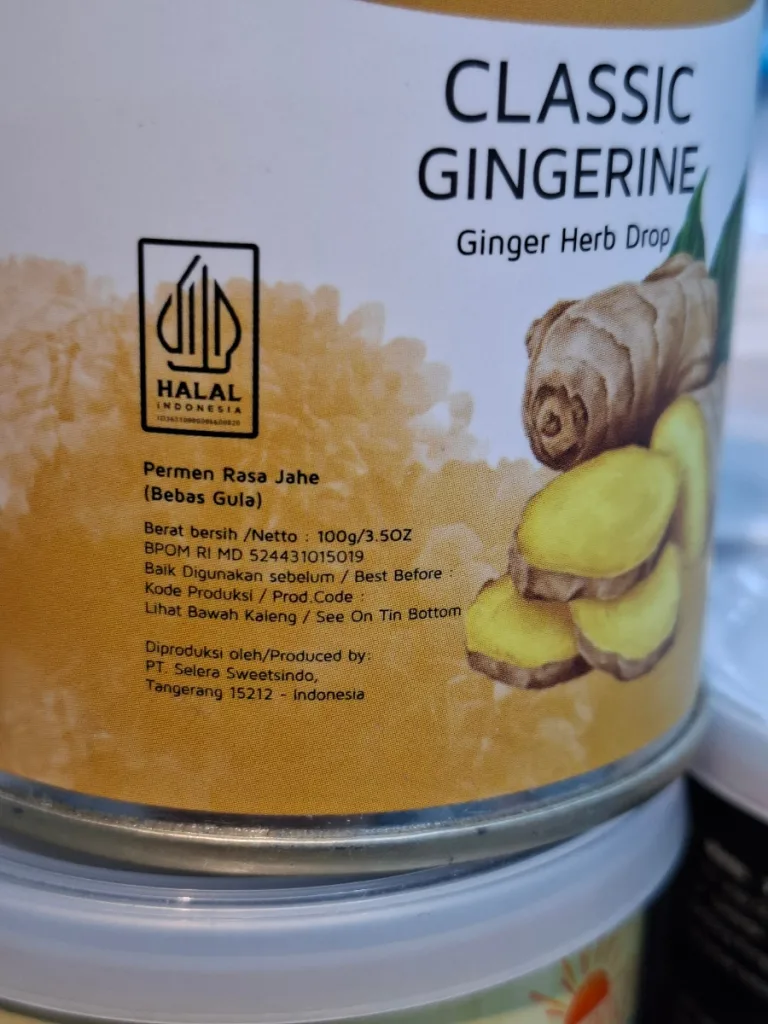 CLASSIC
GINGERINE
Ginger Herb Drop
HALAL
INDONESIA
Permen Rasa Jahe
(Bebas Gula)
Berat bersih /Netto : 100g/3.5OZ
BPOM RI MD 524431015019
Baik Digunakan sebelum / Best Before :
Kode Produksi / Prod.Code :
Lihat Bawah Kaleng / See On Tin Bottom
Diproduksi oleh/Produced by:
PT. Selera Sweetsindo,
Tangerang 15212 - Indonesia